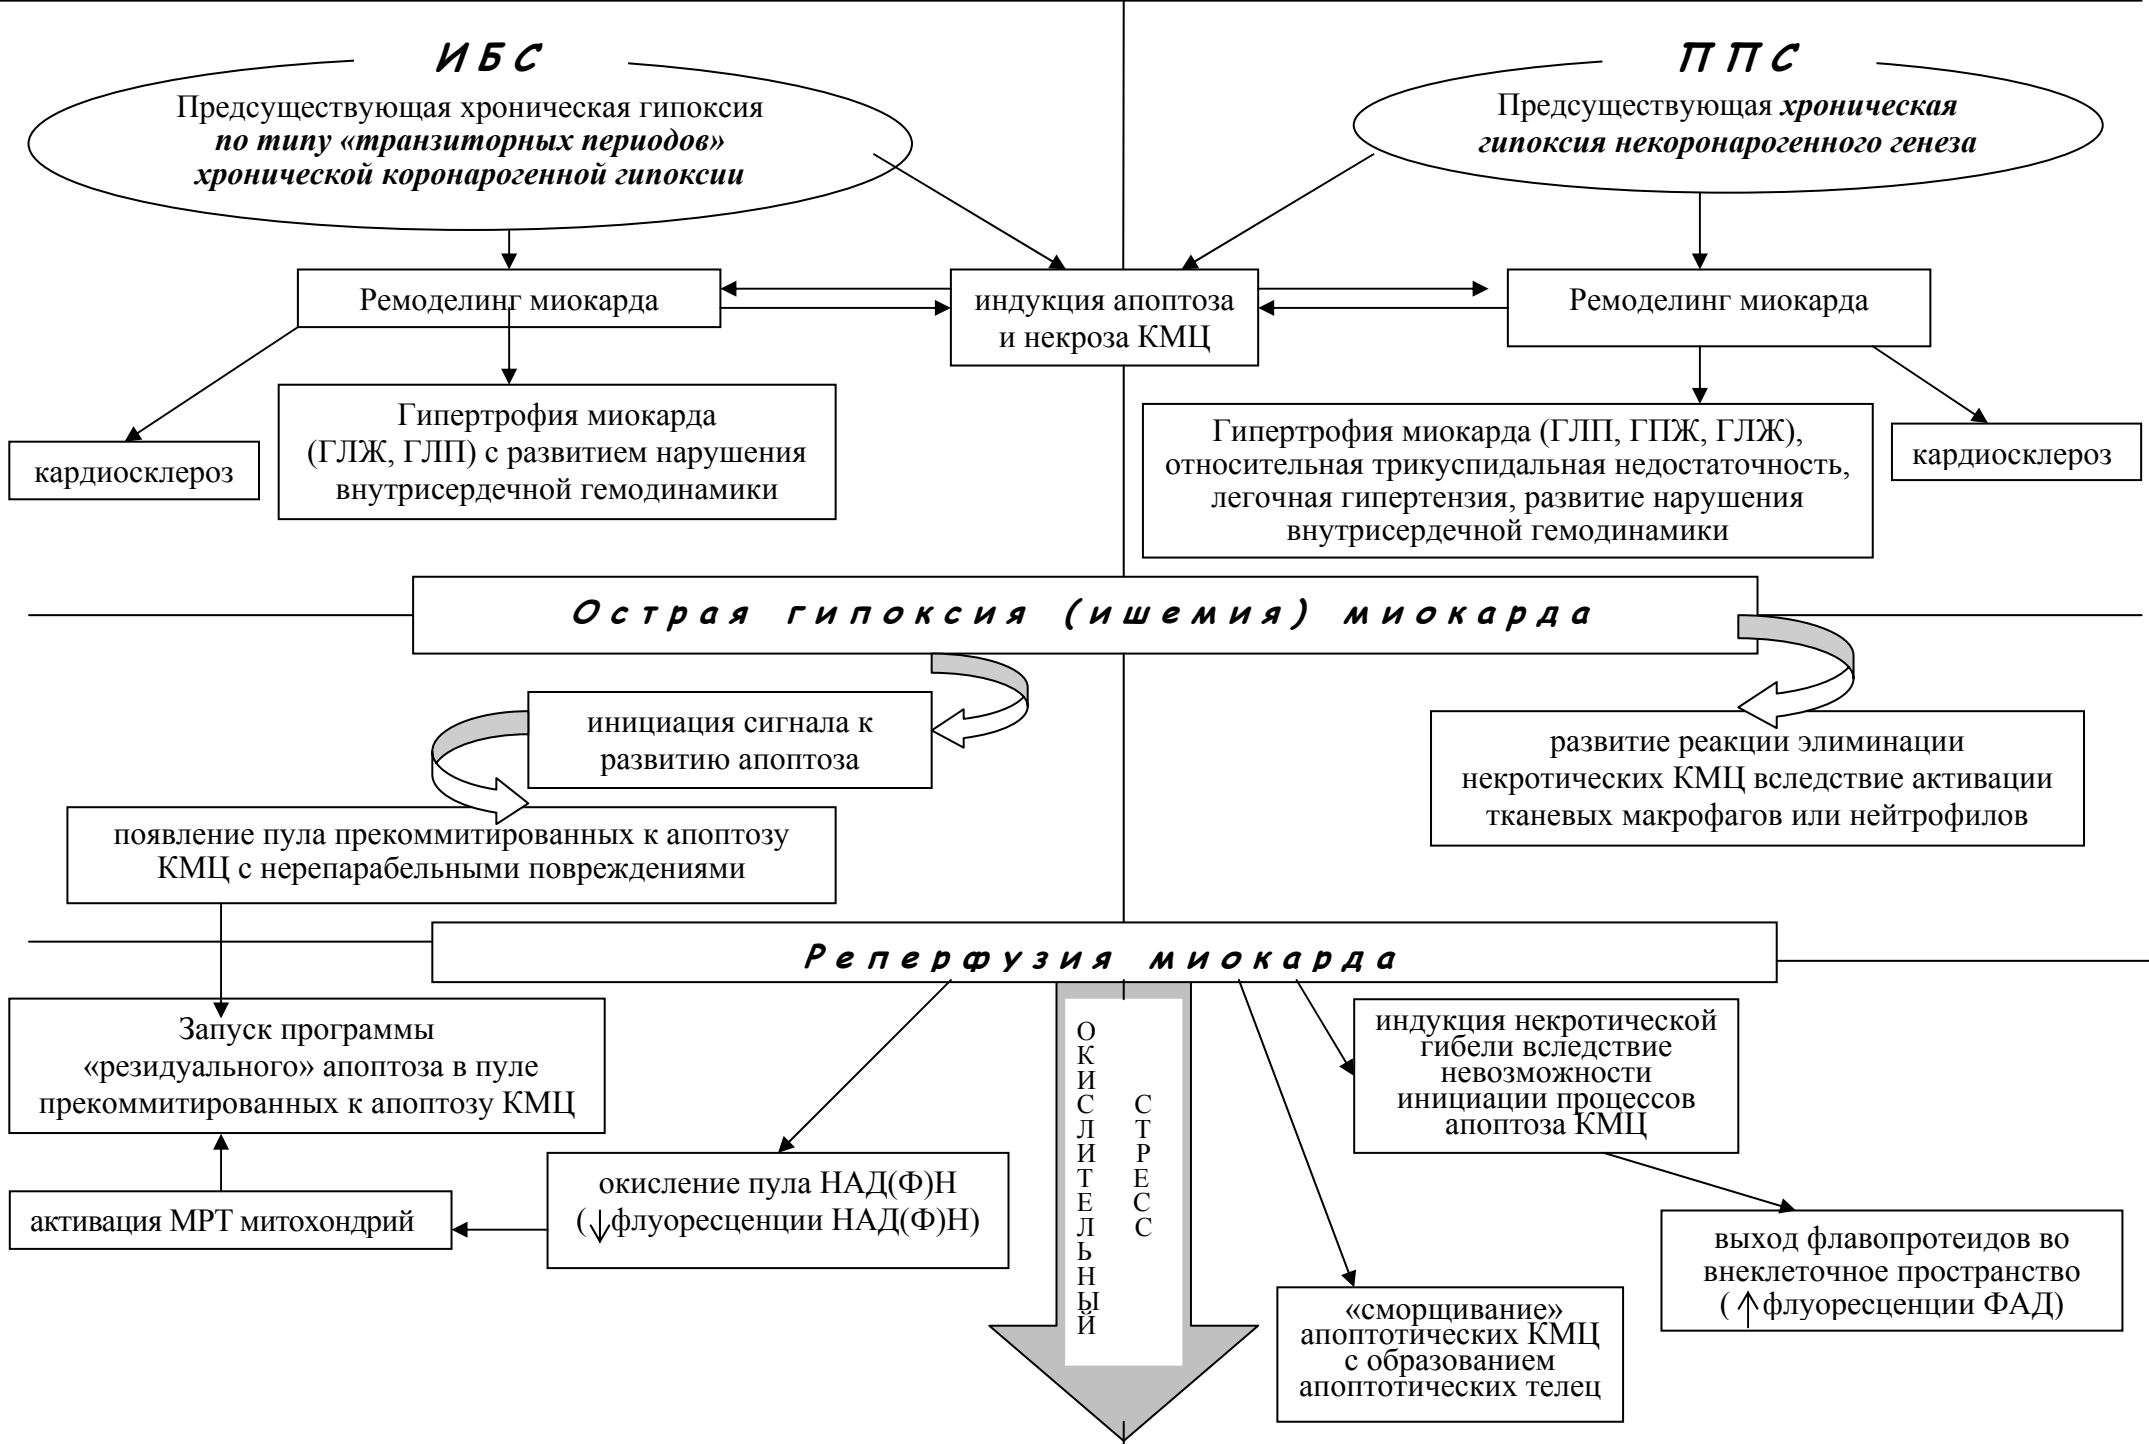 ИБС
Предсуществующая хроническая гипоксия
по типу «транзиторных периодов»
хронической коронарогенной гипоксии
ППС
Предсуществующая хроническая
гипоксия некоронарогенного генеза
Ремоделинг миокарда
индукция апоптоза
и некроза КМЦ
Ремоделинг миокарда
кардиосклероз
Гипертрофия миокарда
(ГЛЖ, ГЛП) с развитием нарушения
внутрисердечной гемодинамики
Гипертрофия миокарда (ГЛП, ГПЖ, ГЛЖ),
относительная трикуспидальная недостаточность,
легочная гипертензия, развитие нарушения
внутрисердечной гемодинамики
кардиосклероз
Острая гипоксия (ишемия) миокарда
инициация сигнала к
развитию апоптоза
появление пула прекоммитированных к апоптозу
КМЦ с нерепарабельными повреждениями
развитие реакции элиминации
некротических КМЦ вследствие активации
тканевых макрофагов или нейтрофилов
Реперфузия миокарда
Запуск программы
«резидуального» апоптоза в пуле
прекоммитированных к апоптозу КМЦ
активация МРТ митохондрий
окисление пула НАД(Ф)Н
(↓флуоресценции НАД(Ф)Н)
ОКИСЛИТЕЛЬНЫЙ
СТРЕСС
индукция некротической
гибели вследствие
невозможности
инициации процессов
апоптоза КМЦ
«сморщивание»
апоптотических КМЦ
с образованием
апоптотических телец
выход флавопротеидов во
внеклеточное пространство
(↑флуоресценции ФАД)